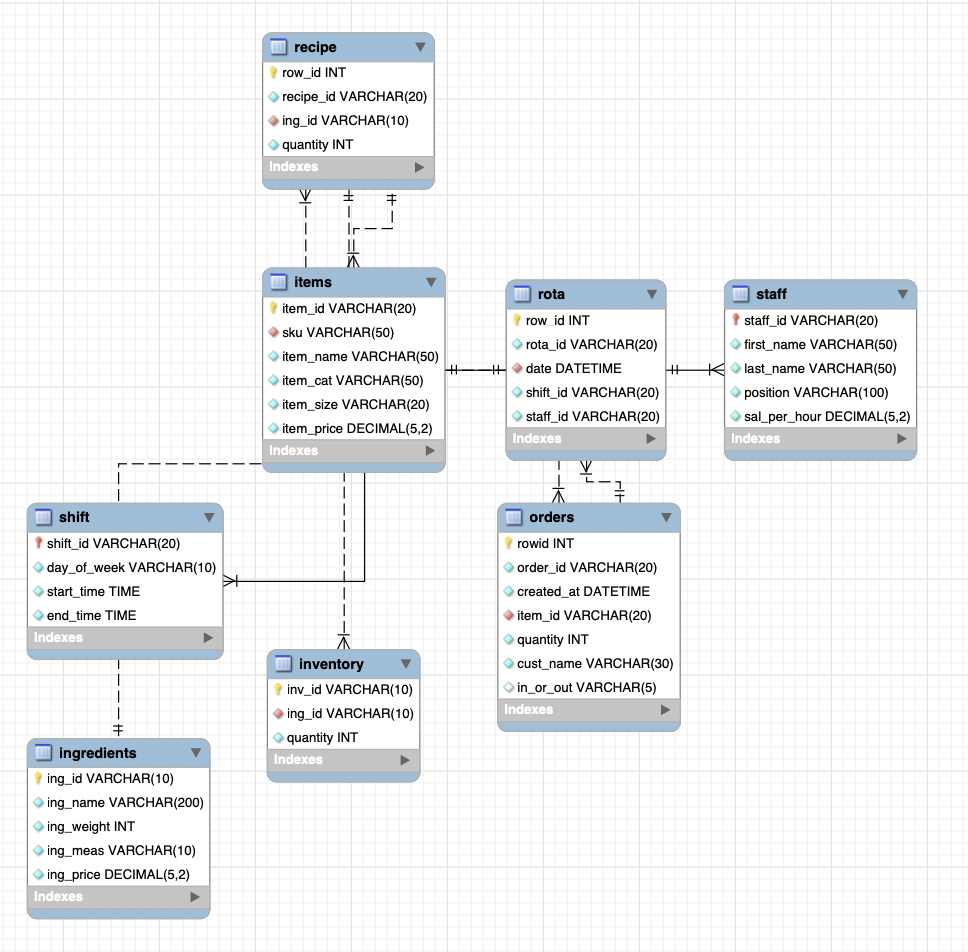 recipe
row_id INT
recipe_id VARCHAR(20)
ing_id VARCHAR(10)
quantity INT
Indexes
items
item_id VARCHAR(20)
sku VARCHAR(50)
item_name VARCHAR(50)
item_cat VARCHAR(50)
item_size VARCHAR(20)
item_price DECIMAL(5,2)
Indexes
rota
row_id INT
rota_id VARCHAR(20)
date DATETIME
shift_id VARCHAR(20)
staff_id VARCHAR(20)
Indexes
staff
staff_id VARCHAR(20)
first_name VARCHAR(50)
last_name VARCHAR(50)
position VARCHAR(100)
sal_per_hour DECIMAL(5,2)
Indexes
shift
shift_id VARCHAR(20)
day_of_week VARCHAR(10)
start_time TIME
end_time TIME
Indexes
orders
rowid INT
order_id VARCHAR(20)
created_at DATETIME
item_id VARCHAR(20)
quantity INT
cust_name VARCHAR(30)
in_or_out VARCHAR(5)
Indexes
inventory
inv_id VARCHAR(10)
ing_id VARCHAR(10)
quantity INT
Indexes
ingredients
ing_id VARCHAR(10)
ing_name VARCHAR(200)
ing_weight INT
ing_meas VARCHAR(10)
ing_price DECIMAL(5,2)
Indexes